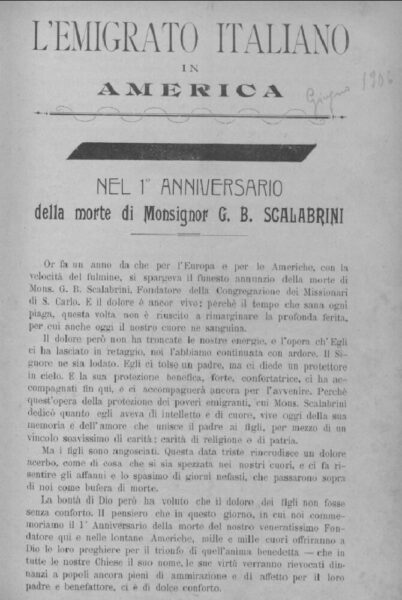 L'EMIGRATO ITALIANO
IN
AMERICA
Giugno 1906
NEL 1° ANNIVERSARIO
della morte di Monsignor G. B. SCALABRINI
Or fa un anno da che per l'Europa e per le Americhe, con la
velocità del fulmine, si spargeva il funesto annunzio della morte di
Mons. G. B. Scalabrini, Fondatore della Congregazione dei Missionari
di S. Carlo. E il dolore è ancor vivo; perchè il tempo che sana ogni
piaga, questa volta non è riuscito a rimarginare la profonda ferita,
per cui anche oggi il nostro cuore ne sanguina.
Il dolore però non ha troncate le nostre energie, e l'opera ch'Egli
ci ha lasciato in retaggio, noi l'abbiamo continuata con ardore. Il Si-
gnore ne sia lodato. Egli ci tolse un padre, ma ci diede un protettore
in cielo. E la sua protezione benefica, forte, confortatrice, ci ha ac-
compagnati fin qui, e ci accompagnerà ancora per l'avvenire. Perchè
quest'opera della protezione dei poveri emigranti, cui Mons. Scalabrini
dedicò quanto egli aveva di intelletto e di cuore, vive oggi della sua
memoria e dell'amore che unisce il padre ai figli, per mezzo di un
vincolo soavissimo di carità: carità di religione e di patria.
Ma i figli sono angosciati. Questa data triste rincrudisce un dolore
acerbo, come di cosa che si sia spezzata nei nostri cuori, e ci fa ri-
sentire gli affanni e lo spasimo di giorni nefasti, che passarono sopra
di noi come bufera di morte.
La bontà di Dio però ha voluto che il dolore dei figli non fosse
senza conforto. Il pensiero che in questo giorno, in cui noi comme-
moriamo il 1° Anniversario della morte del nostro veneratissimo Fon-
datore qui e nelle lontane Americhe, mille e mille cuori offriranno a
Dio le loro preghiere per il trionfo di quell'anima benedetta — che in
tutte le nostre Chiese il suo nome, le sue virtù verranno rievocati di-
nanzi a popoli ancora pieni di ammirazione e di affetto per il loro
padre e benefattore, ci è di dolce conforto.